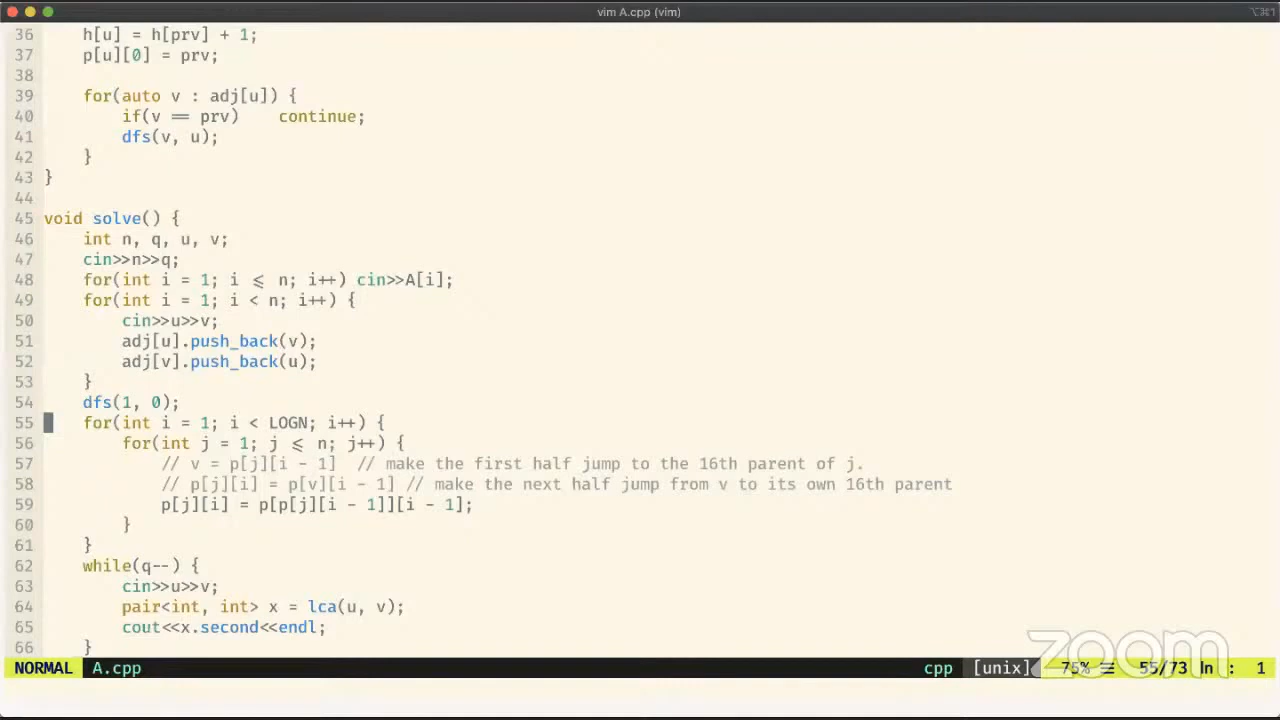 vim A.cpp (vim)
⌥⌘1
36 h[u] = h[prv] + 1;
37 p[u][0] = prv;
38
39 for(auto v : adj[u]) {
40 if(v == prv) continue;
41 dfs(v, u);
42 }
43 }
44
45 void solve() {
46 int n, q, u, v;
47 cin>>n>>q;
48 for(int i = 1; i <= n; i++) cin>>A[i];
49 for(int i = 1; i < n; i++) {
50 cin>>u>>v;
51 adj[u].push_back(v);
52 adj[v].push_back(u);
53 }
54 dfs(1, 0);
55 for(int i = 1; i < LOGN; i++) {
56 for(int j = 1; j <= n; j++) {
57 // v = p[j][i - 1] // make the first half jump to the 16th parent of j.
58 // p[j][i] = p[v][i - 1] // make the next half jump from v to its own 16th parent
59 p[j][i] = p[p[j][i - 1]][i - 1];
60 }
61 }
62 while(q--) {
63 cin>>u>>v;
64 pair<int, int> x = lca(u, v);
65 cout<<x.second<<endl;
66 }
NORMAL A.cpp cpp [unix] 75% ☰ 55/73 ln : 1
zoom